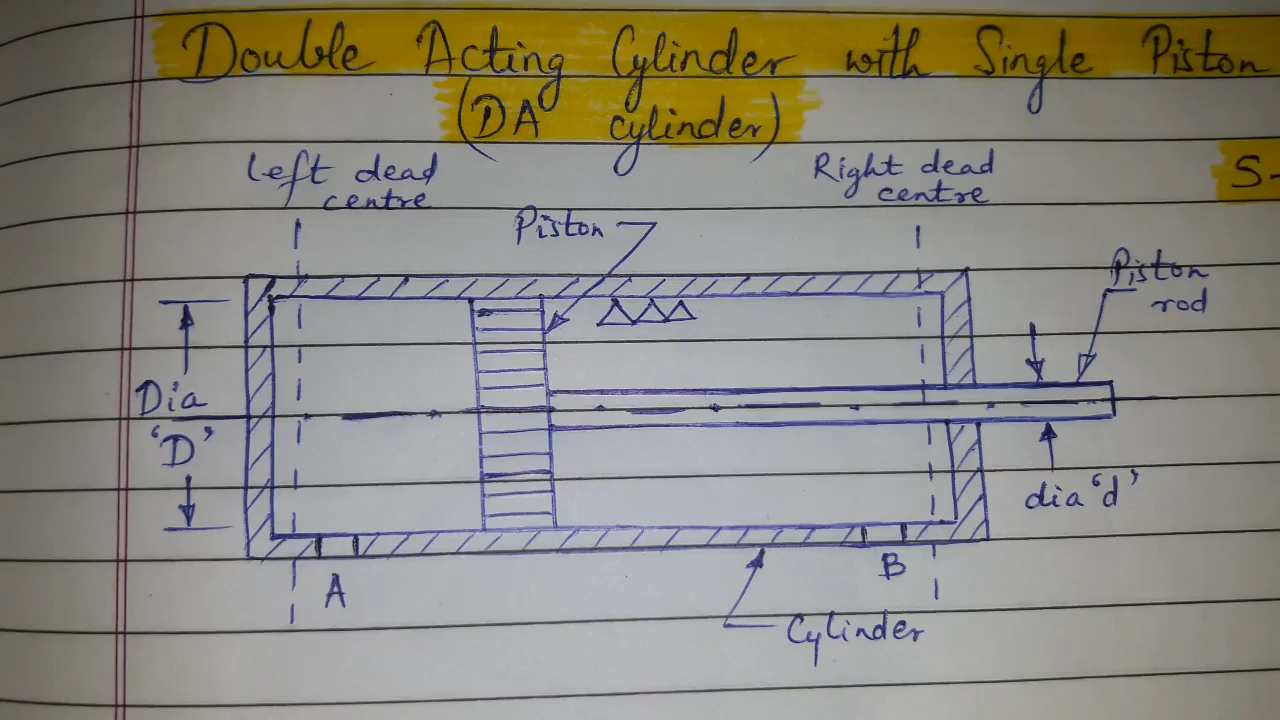 Double Acting Cylinder with Single Piston
(DA cylinder)
Left dead
centre
Right dead
centre
S-
Piston
Piston
rod
Dia
'D'
dia 'd'
A
B
Cylinder